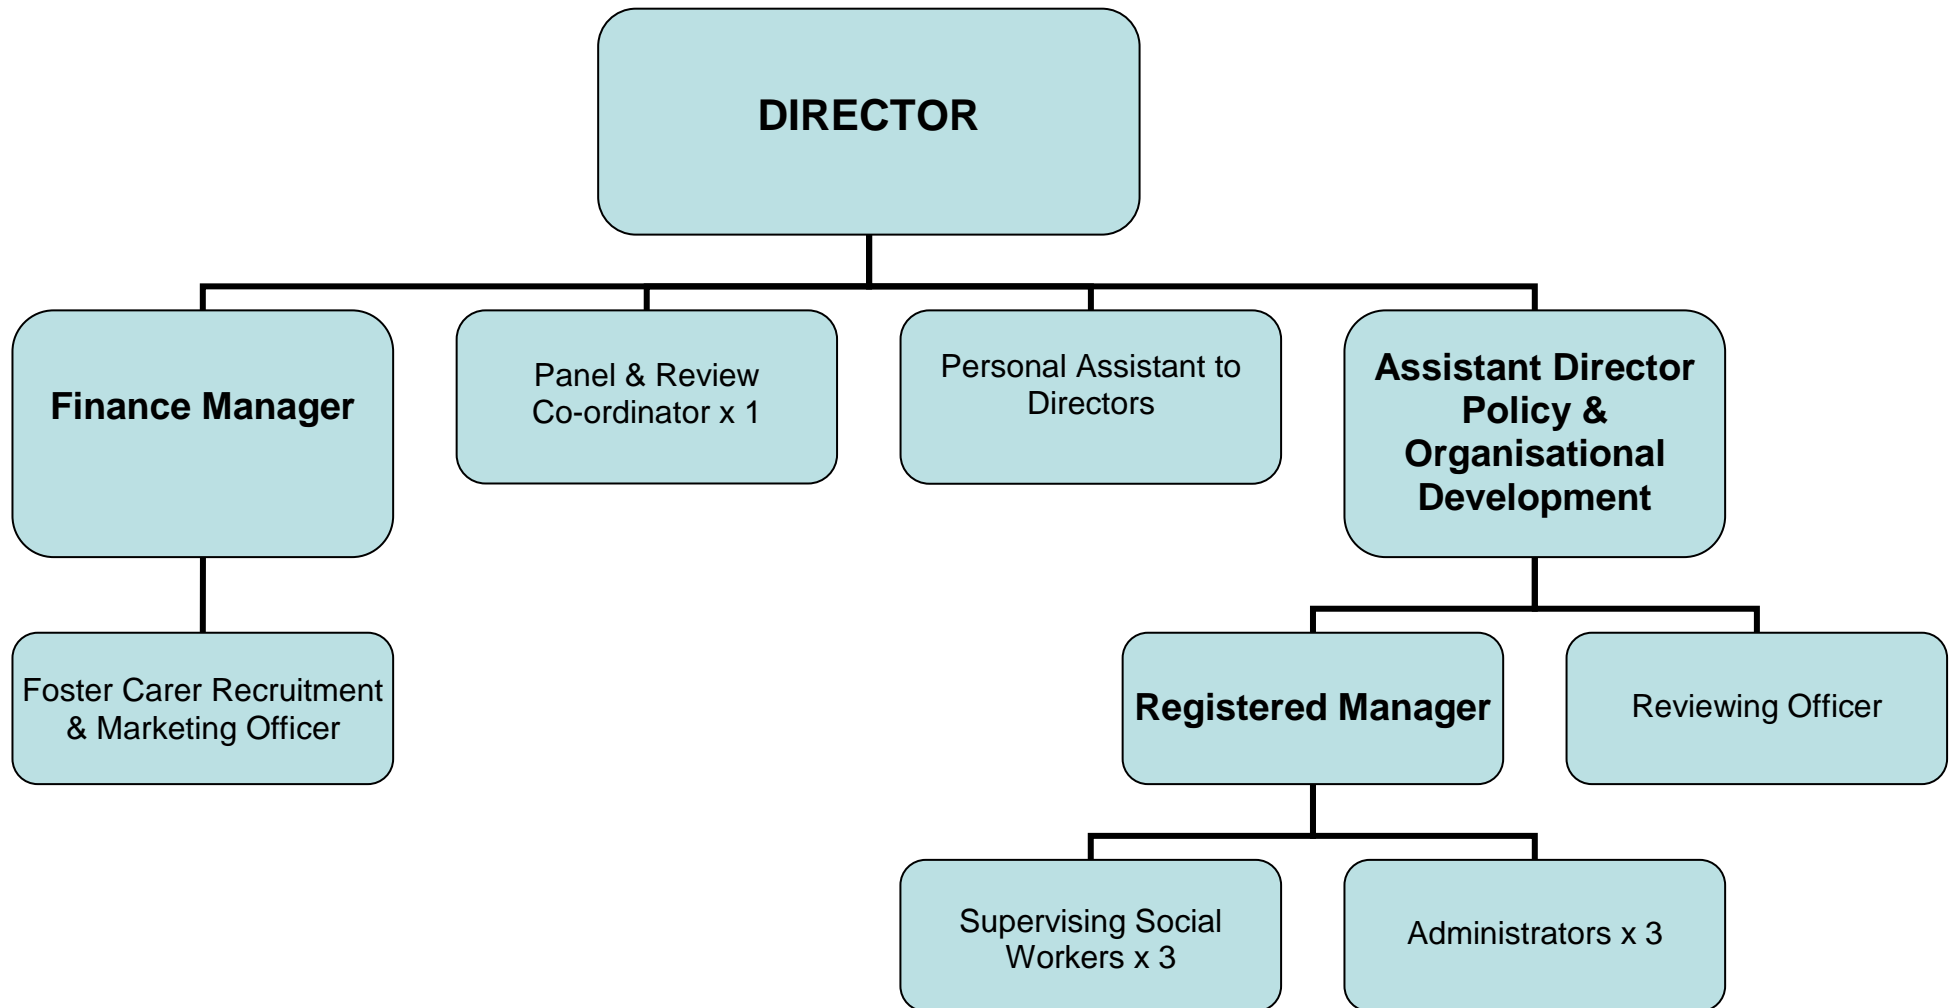 DIRECTOR
Finance Manager
Panel & Review
Co-ordinator x 1
Personal Assistant to
Directors
Assistant Director
Policy &
Organisational
Development
Foster Carer Recruitment
& Marketing Officer
Registered Manager
Reviewing Officer
Supervising Social
Workers x 3
Administrators x 3